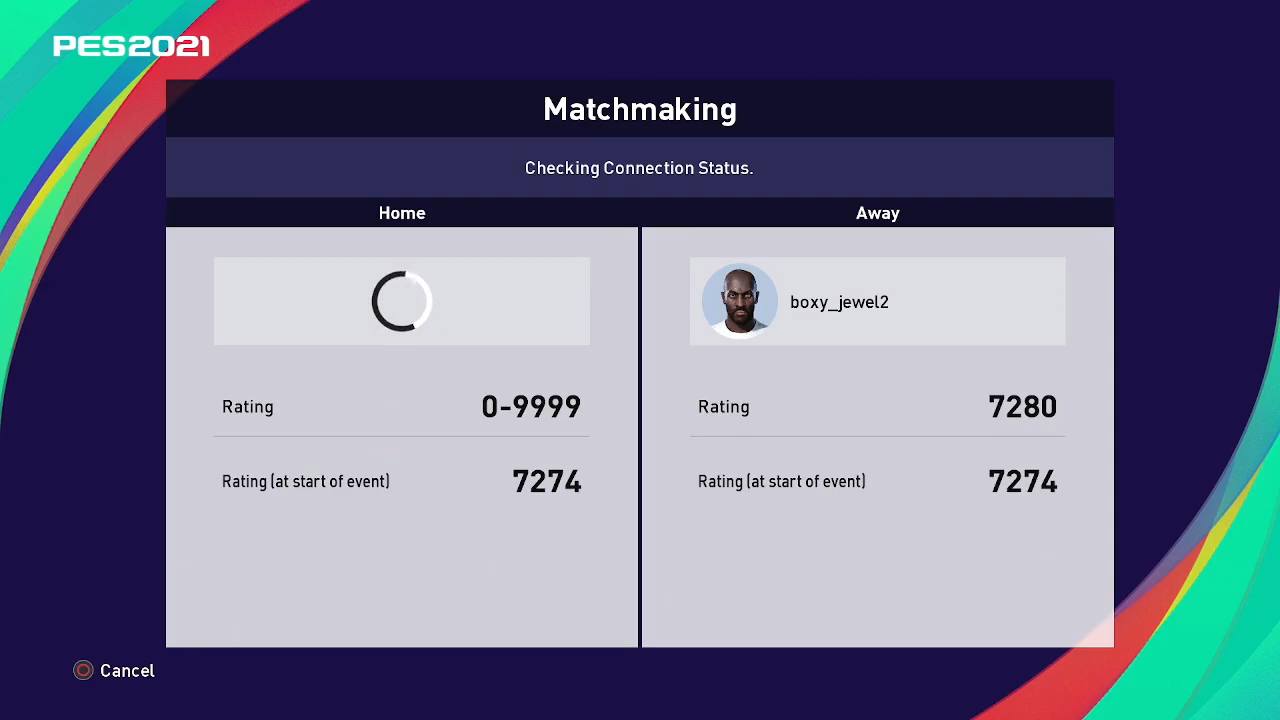 PES2021
Matchmaking
Checking Connection Status.
Home
Away
boxy_jewel2
Rating 0-9999
Rating 7280
Rating (at start of event) 7274
Rating (at start of event) 7274
Cancel